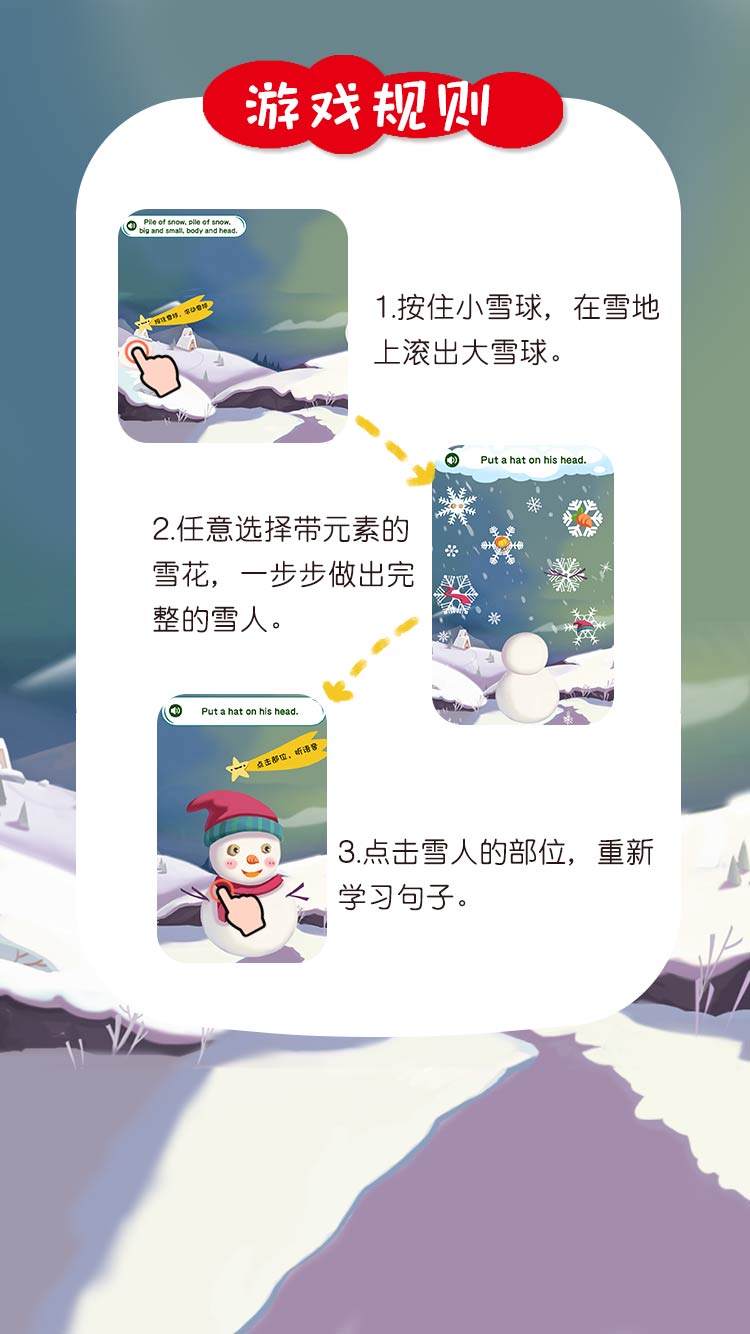 游戏规则
Pile of snow, pile of snow,
big and small, body and head.
按住雪球，滚动雪球
1.按住小雪球，在雪地
上滚出大雪球。
Put a hat on his head.
2.任意选择带元素的
雪花，一步步做出完
整的雪人。
Put a hat on his head.
点击部位，听语音
3.点击雪人的部位，重新
学习句子。